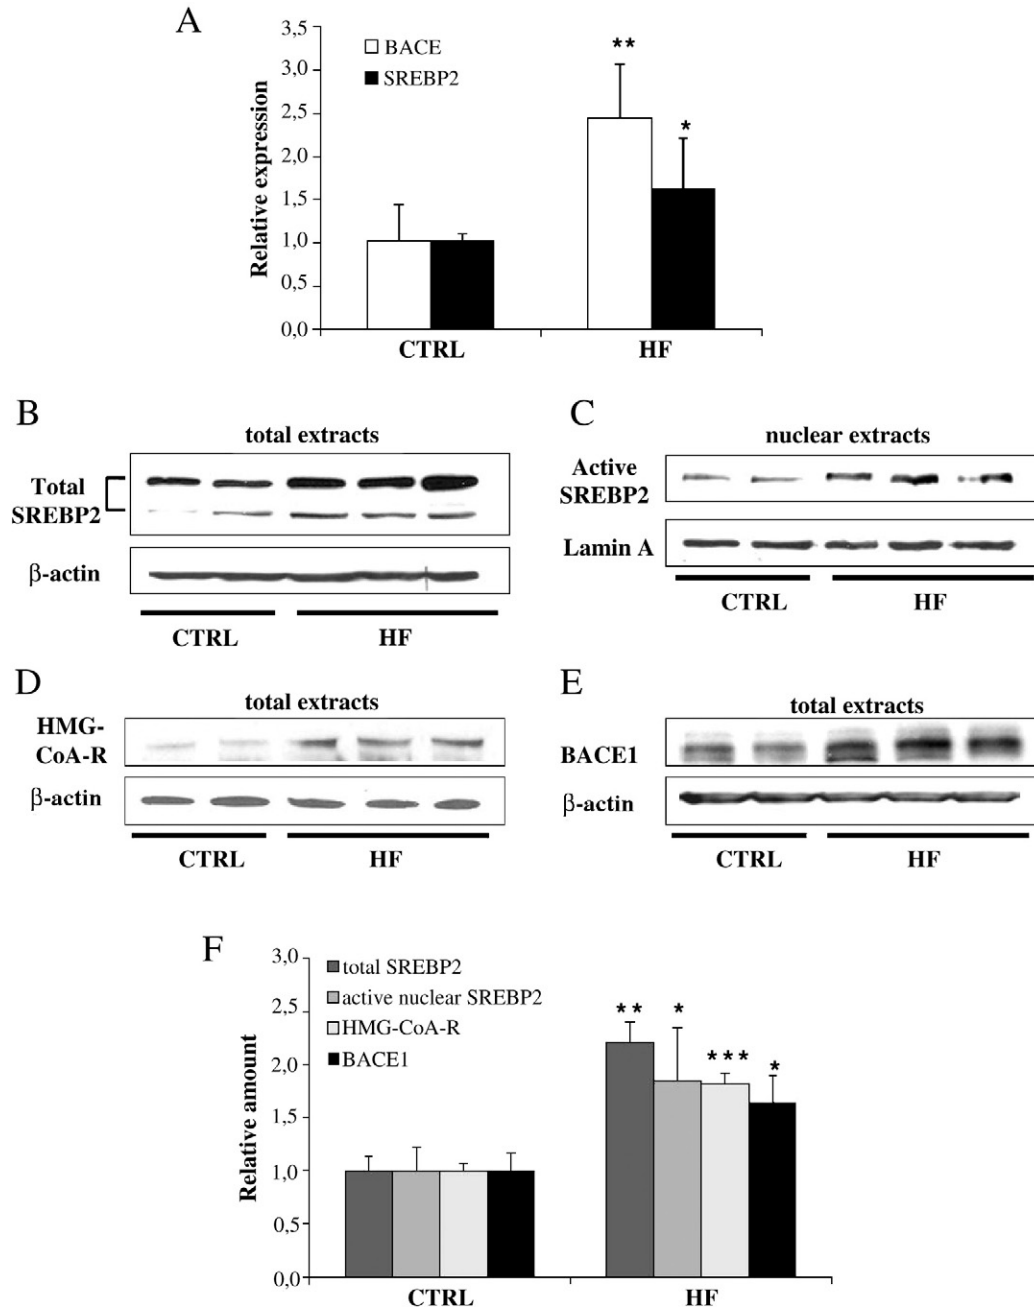 A
Relative expression
3,5
3,0
2,5
2,0
1,5
1,0
0,5
0,0
BACE
SREBP2
**
*
CTRL HF
B
total extracts
Total
SREBP2
β-actin
CTRL HF
C
nuclear extracts
Active
SREBP2
Lamin A
CTRL HF
D
total extracts
HMG-
CoA-R
β-actin
CTRL HF
E
total extracts
BACE1
β-actin
CTRL HF
F
Relative amount
3,0
2,5
2,0
1,5
1,0
0,5
0,0
total SREBP2
active nuclear SREBP2
HMG-CoA-R
BACE1
**
*
***
*
CTRL HF